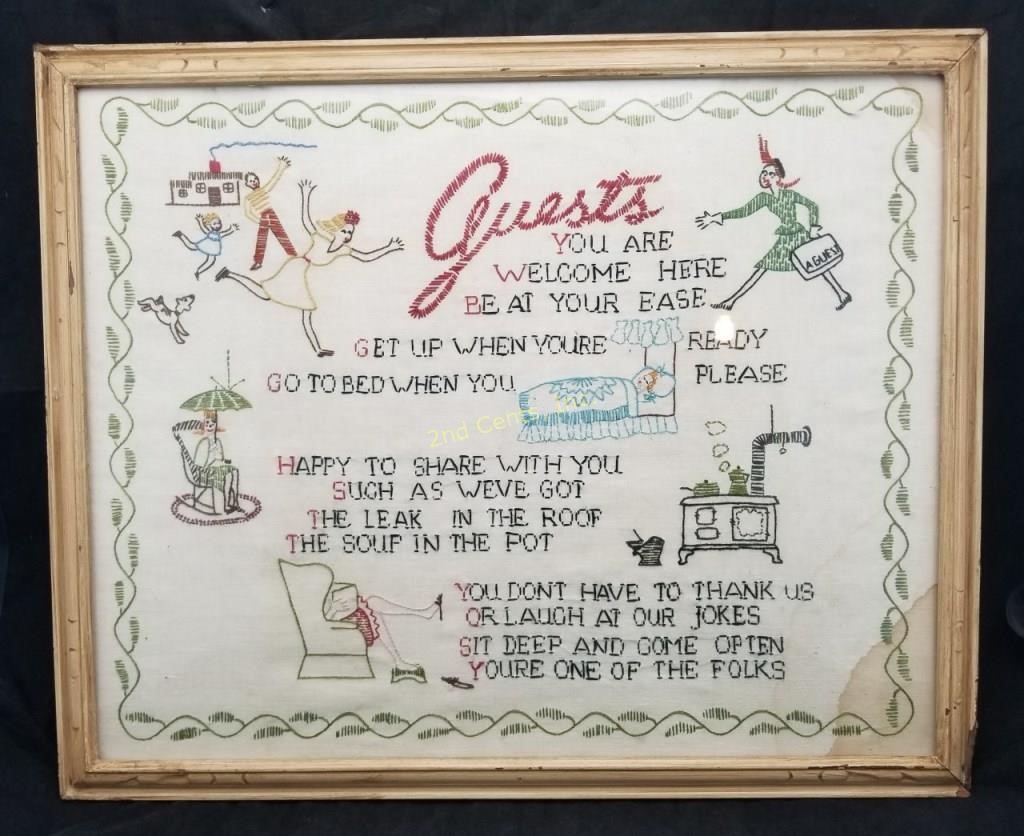 Guests
YOU ARE
WELCOME HERE
BE AT YOUR EASE
A GUEST
GET UP WHEN YOURE READY
GO TO BED WHEN YOU PLEASE
2nd Cents, Inc
HAPPY TO SHARE WITH YOU
SUCH AS WEVE GOT
THE LEAK IN THE ROOF
THE SOUP IN THE POT
YOU DONT HAVE TO THANK US
OR LAUGH AT OUR JOKES
SIT DEEP AND COME OFTEN
YOURE ONE OF THE FOLKS